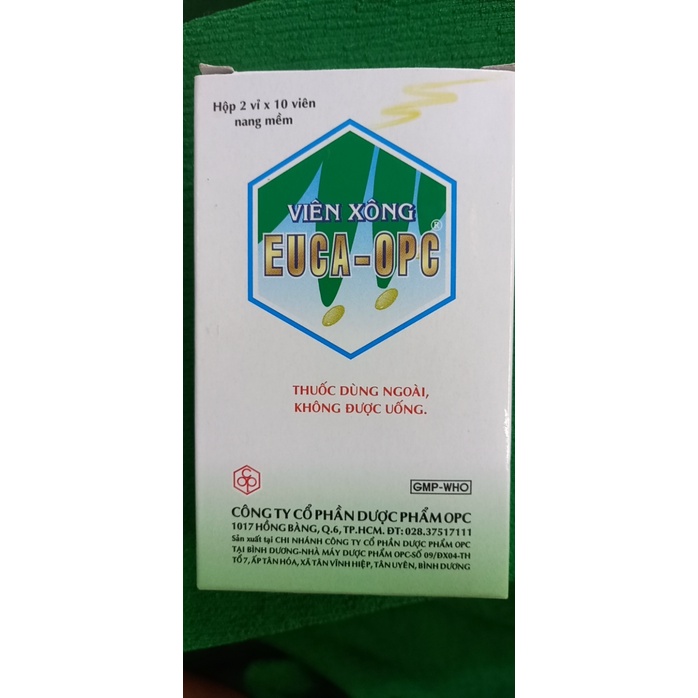 Hộp 2 vỉ x 10 viên
nang mềm
VIÊN XÔNG
EUCA-OPC®
THUỐC DÙNG NGOÀI,
KHÔNG ĐƯỢC UỐNG.
OPC
GMP-WHO
CÔNG TY CỔ PHẦN DƯỢC PHẨM OPC
1017 HỒNG BÀNG, Q.6, TP.HCM. ĐT: 028.37517111
Sản xuất tại CHI NHÁNH CÔNG TY CỔ PHẦN DƯỢC PHẨM OPC
TẠI BÌNH DƯƠNG-NHÀ MÁY DƯỢC PHẨM OPC-SỐ 09/ĐX04-TH
TỔ 7, ẤP TÂN HÓA, XÃ TÂN VĨNH HIỆP, TÂN UYÊN, BÌNH DƯƠNG